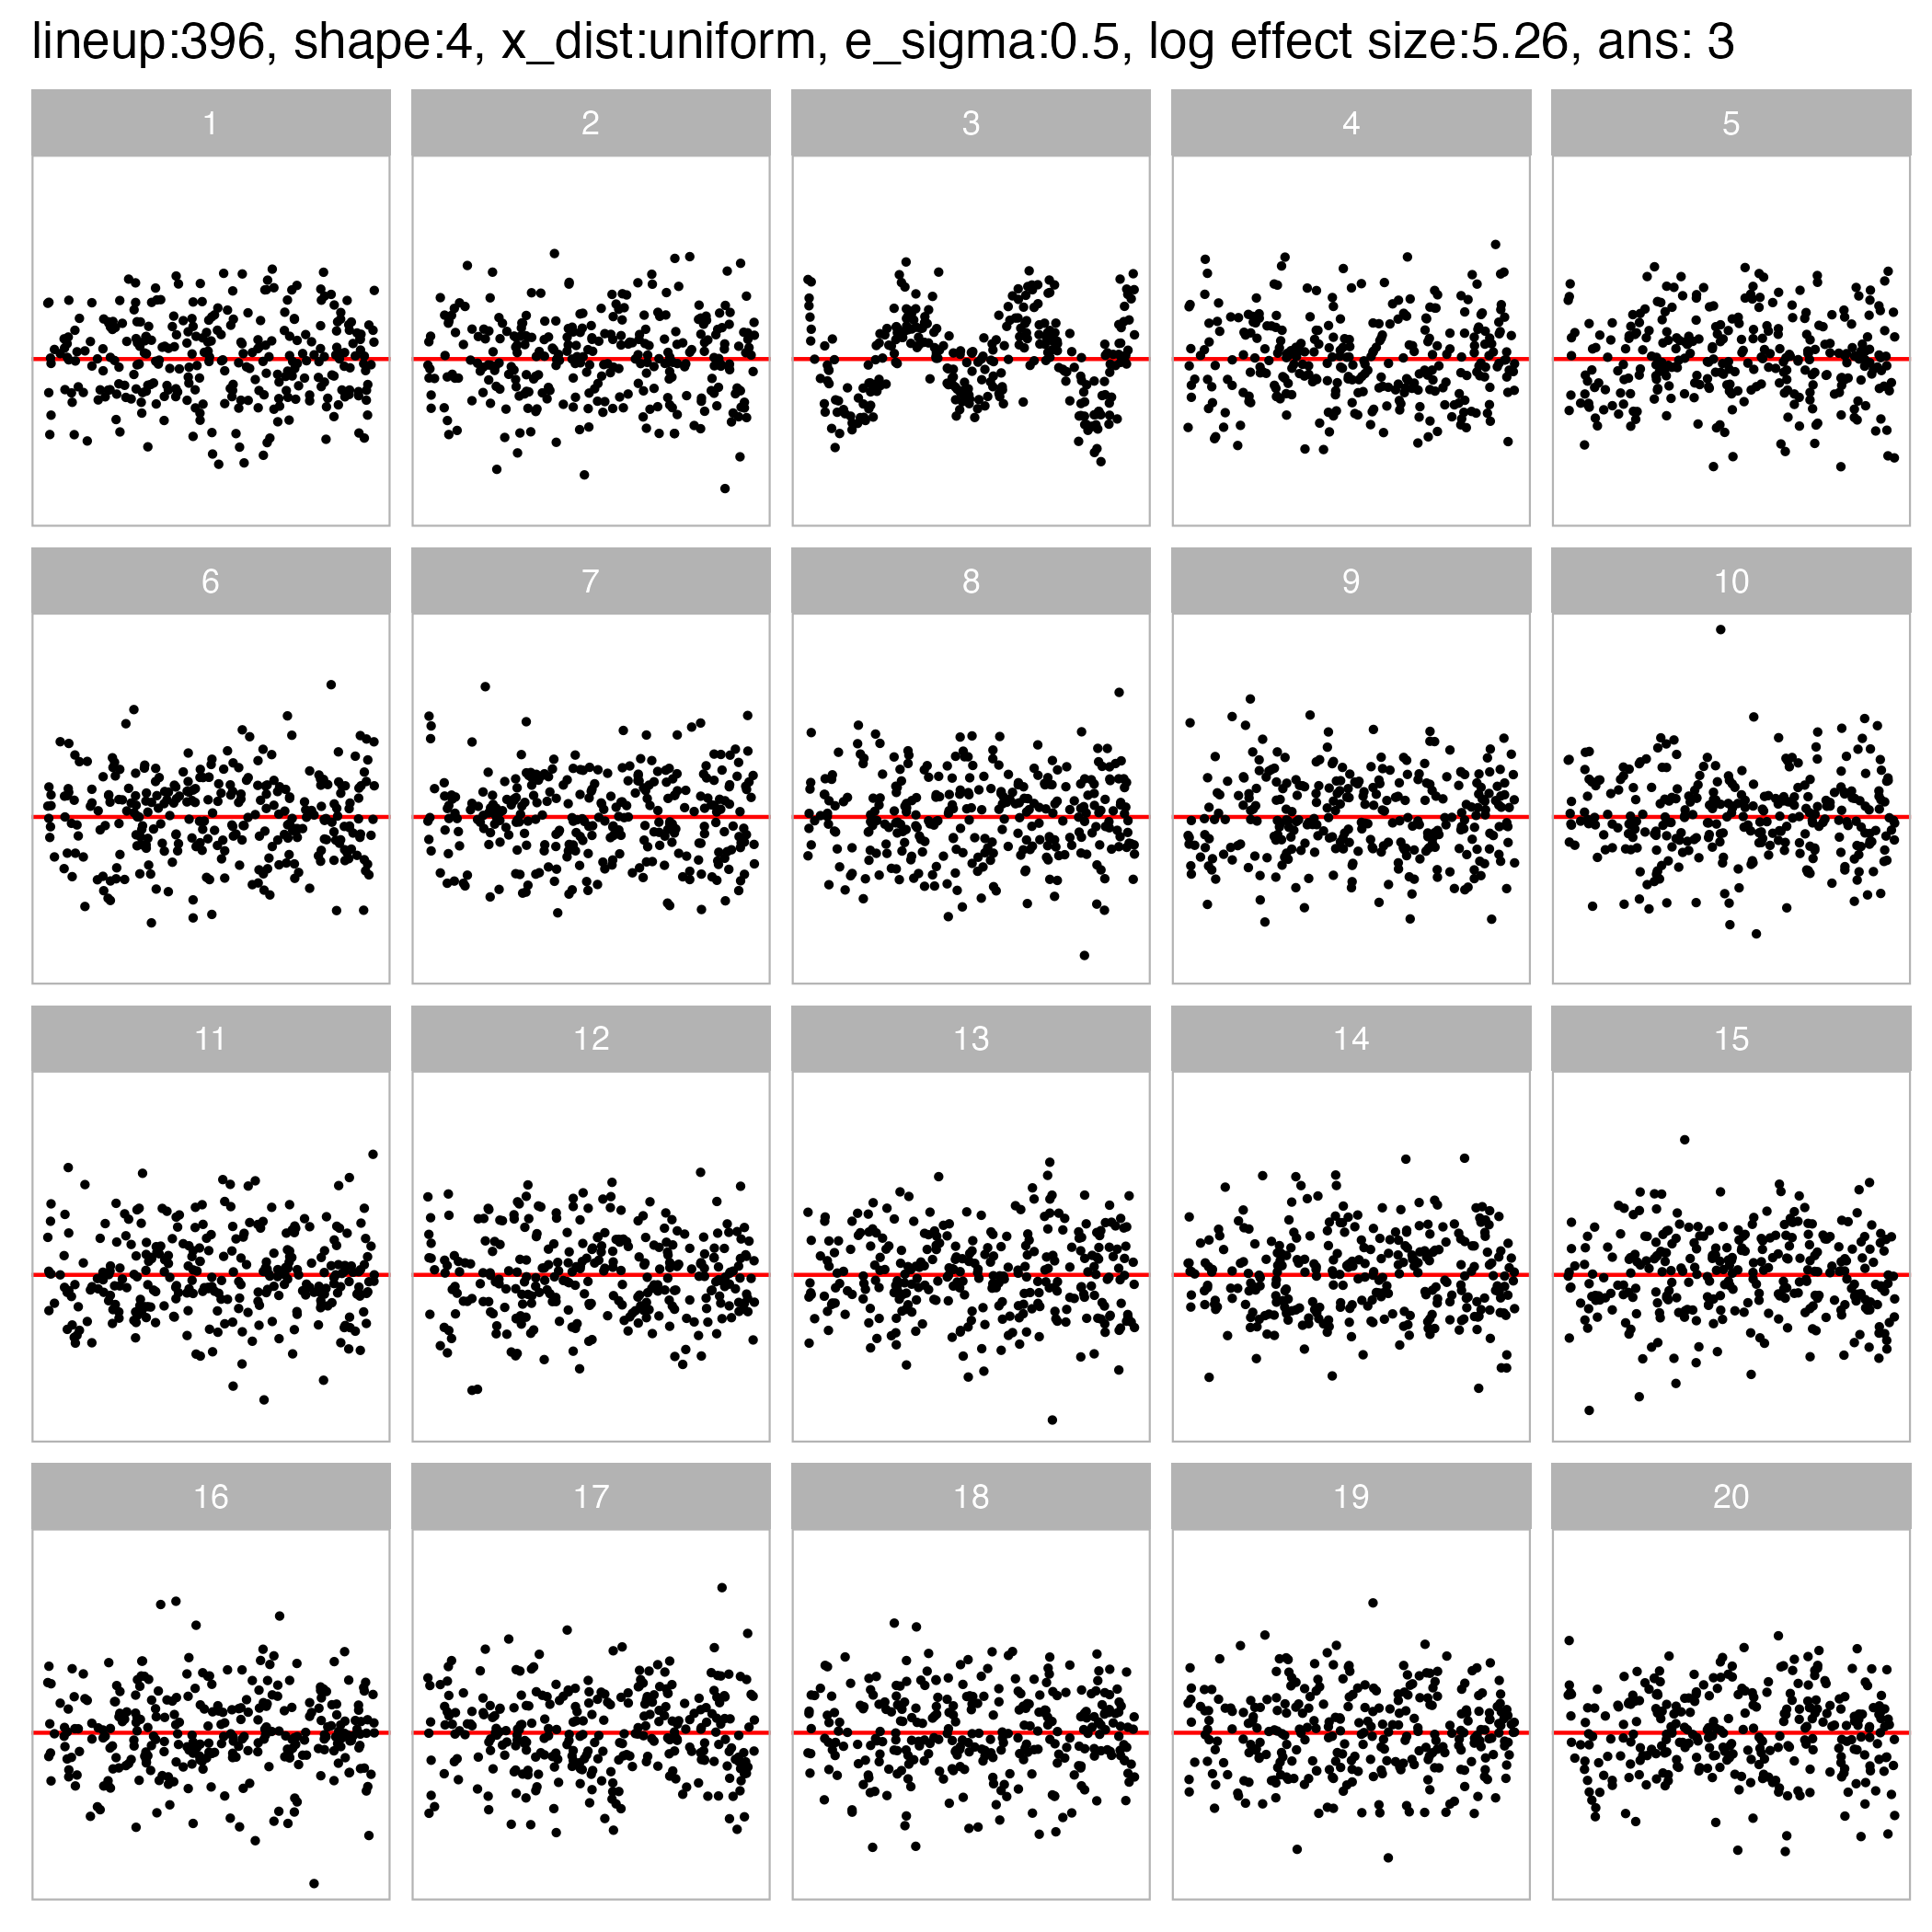 lineup:396, shape:4, x_dist:uniform, e_sigma:0.5, log effect size:5.26, ans: 3
1 2 3 4 5
6 7 8 9 10
11 12 13 14 15
16 17 18 19 20